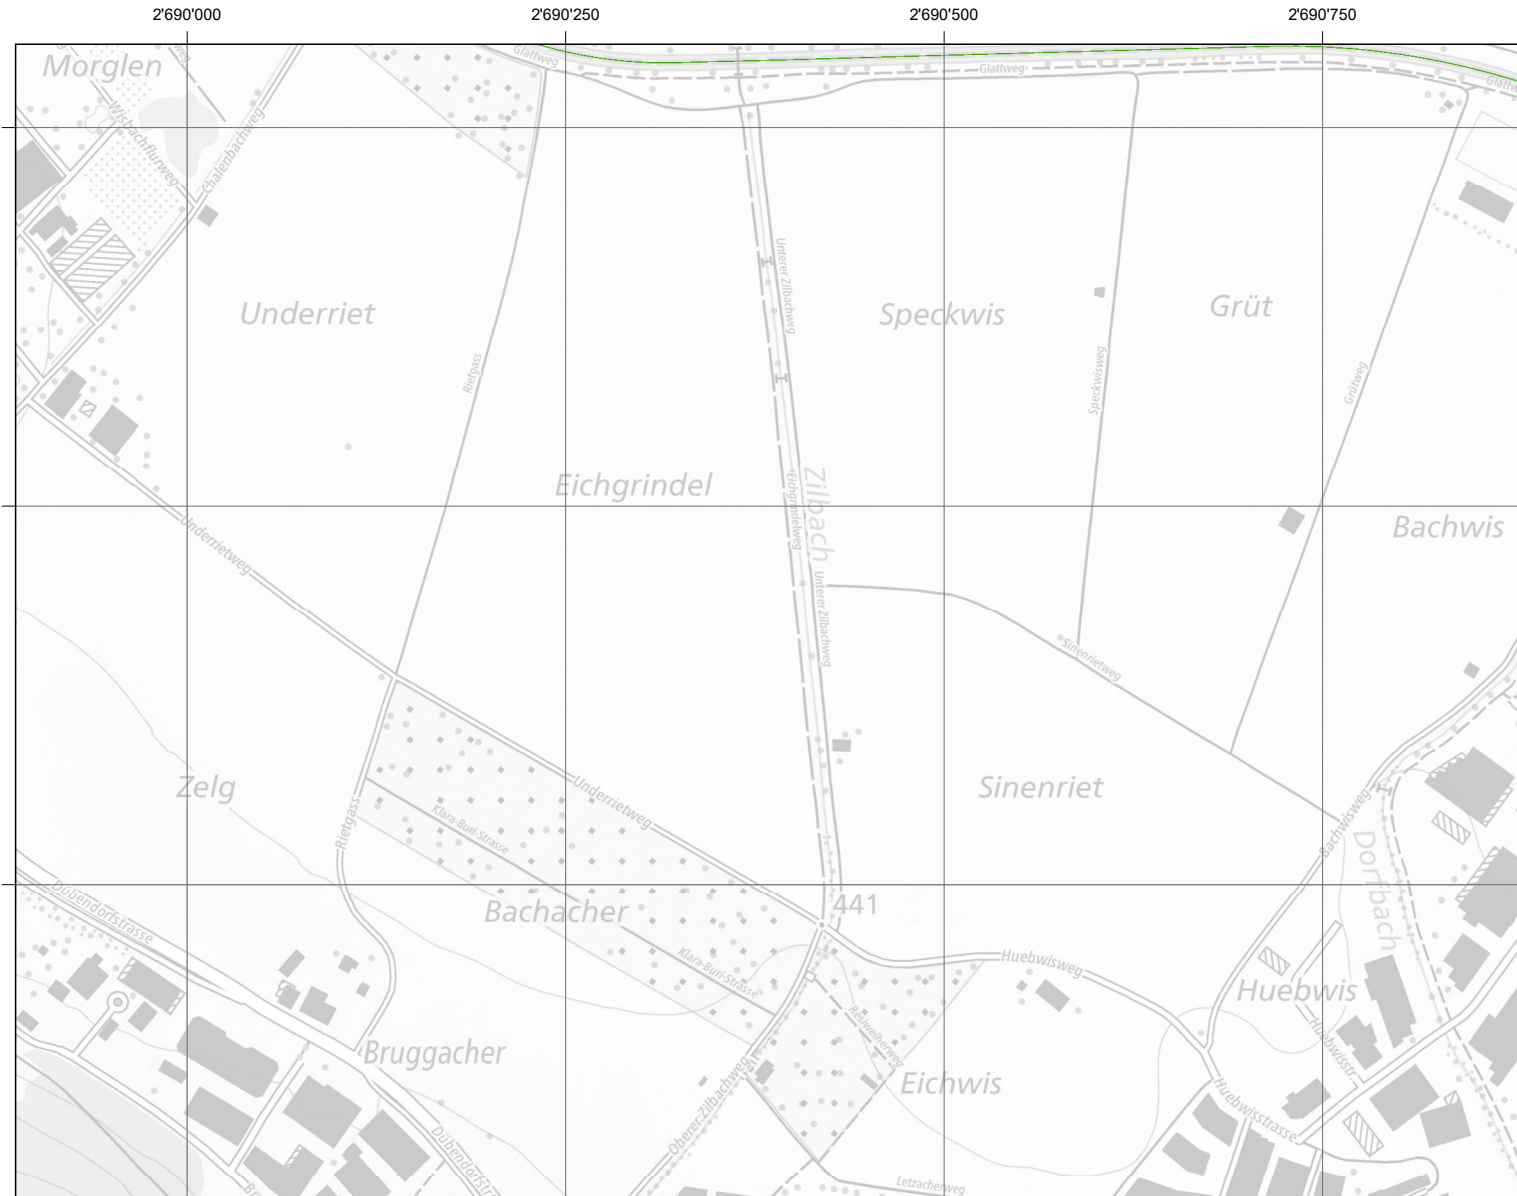 2'690'000
2'690'250
2'690'500
2'690'750
Glattweg
Glattweg
Morglen
Wisbachflurweg
Chalenbachweg
Unterer Zilbachweg
Underriet
Speckwis
Grüt
Rietgass
Speckwisweg
Grütweg
Eichgrindel
Eichgrindelweg
Zilbach
Bachwis
Underrietweg
Unterer Zilbachweg
Sinenrietweg
Zelg
Sinenriet
Underrietweg
Klara-Buri-Strasse
Rietgass
Bachwisweg
Dorfbach
Dübendorfstrasse
Bachacher
441
Klara-Buri-Strasse
Huebwisweg
Huebwis
Resiweiherweg
Huebwisstr.
Bruggacher
Eichwis
Oberer Zilbachweg
Huebwisstrasse
Dübendorfstr
Letzacherweg